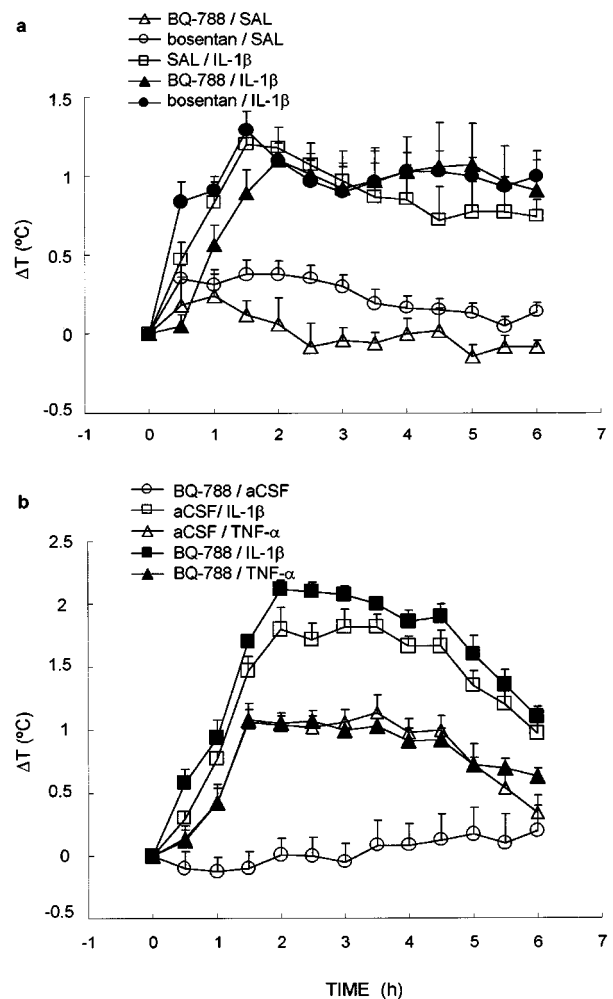 a
BQ-788 / SAL
bosentan / SAL
SAL / IL-1β
BQ-788 / IL-1β
bosentan / IL-1β
ΔT (ºC)
1.5
1
0.5
0
-0.5
-1 0 1 2 3 4 5 6 7
b
BQ-788 / aCSF
aCSF/ IL-1β
aCSF / TNF-α
BQ-788 / IL-1β
BQ-788 / TNF-α
ΔT (ºC)
2.5
2
1.5
1
0.5
0
-0.5
-1 0 1 2 3 4 5 6 7
TIME (h)